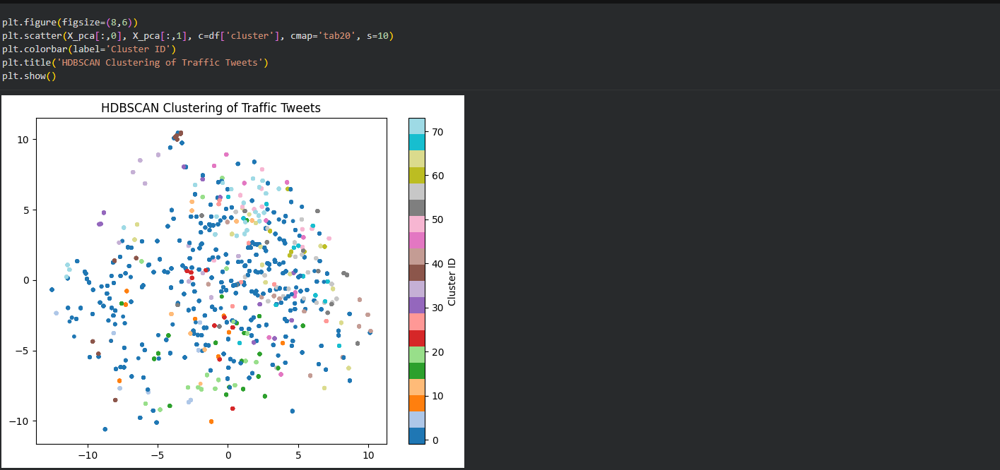 plt.figure(figsize=(8,6))
plt.scatter(X_pca[:,0], X_pca[:,1], c=df['cluster'], cmap='tab20', s=10)
plt.colorbar(label='Cluster ID')
plt.title('HDBSCAN Clustering of Traffic Tweets')
plt.show()
HDBSCAN Clustering of Traffic Tweets
10
5
0
−5
−10
−10
−5
0
5
10
70
60
50
40
30
20
10
0
Cluster ID